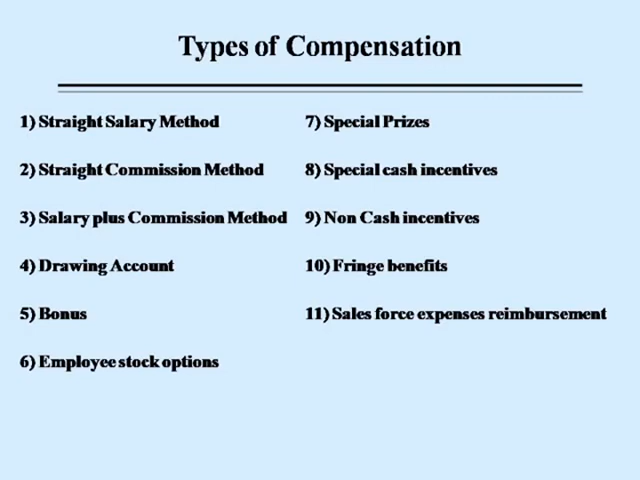 Types of Compensation
1) Straight Salary Method
2) Straight Commission Method
3) Salary plus Commission Method
4) Drawing Account
5) Bonus
6) Employee stock options
7) Special Prizes
8) Special cash incentives
9) Non Cash incentives
10) Fringe benefits
11) Sales force expenses reimbursement